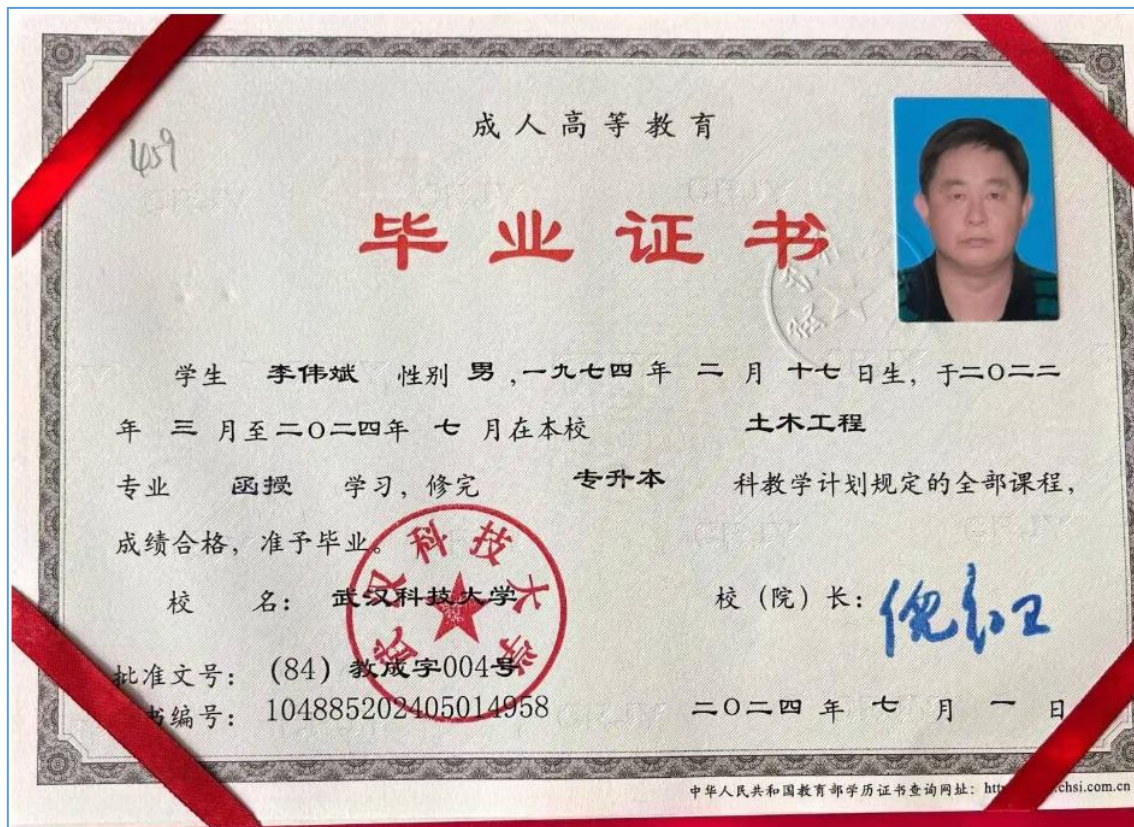 459
成人高等教育
毕业证书
学生 李伟斌 性别 男,一九七四 年 二 月 十七 日生,于二〇二二
年 三 月至二〇二四年 七 月在本校 土木工程
专业 函授 学习,修完 专升本 科教学计划规定的全部课程,
成绩合格,准予毕业。
校 名: 武汉科技大学
校(院)长:
武汉科技大学
批准文号: (84)教成字004号
书编号: 104885202405014958
二〇二四 年 七 月 一 日
中华人民共和国教育部学历证书查询网址: http chsi.com.cn